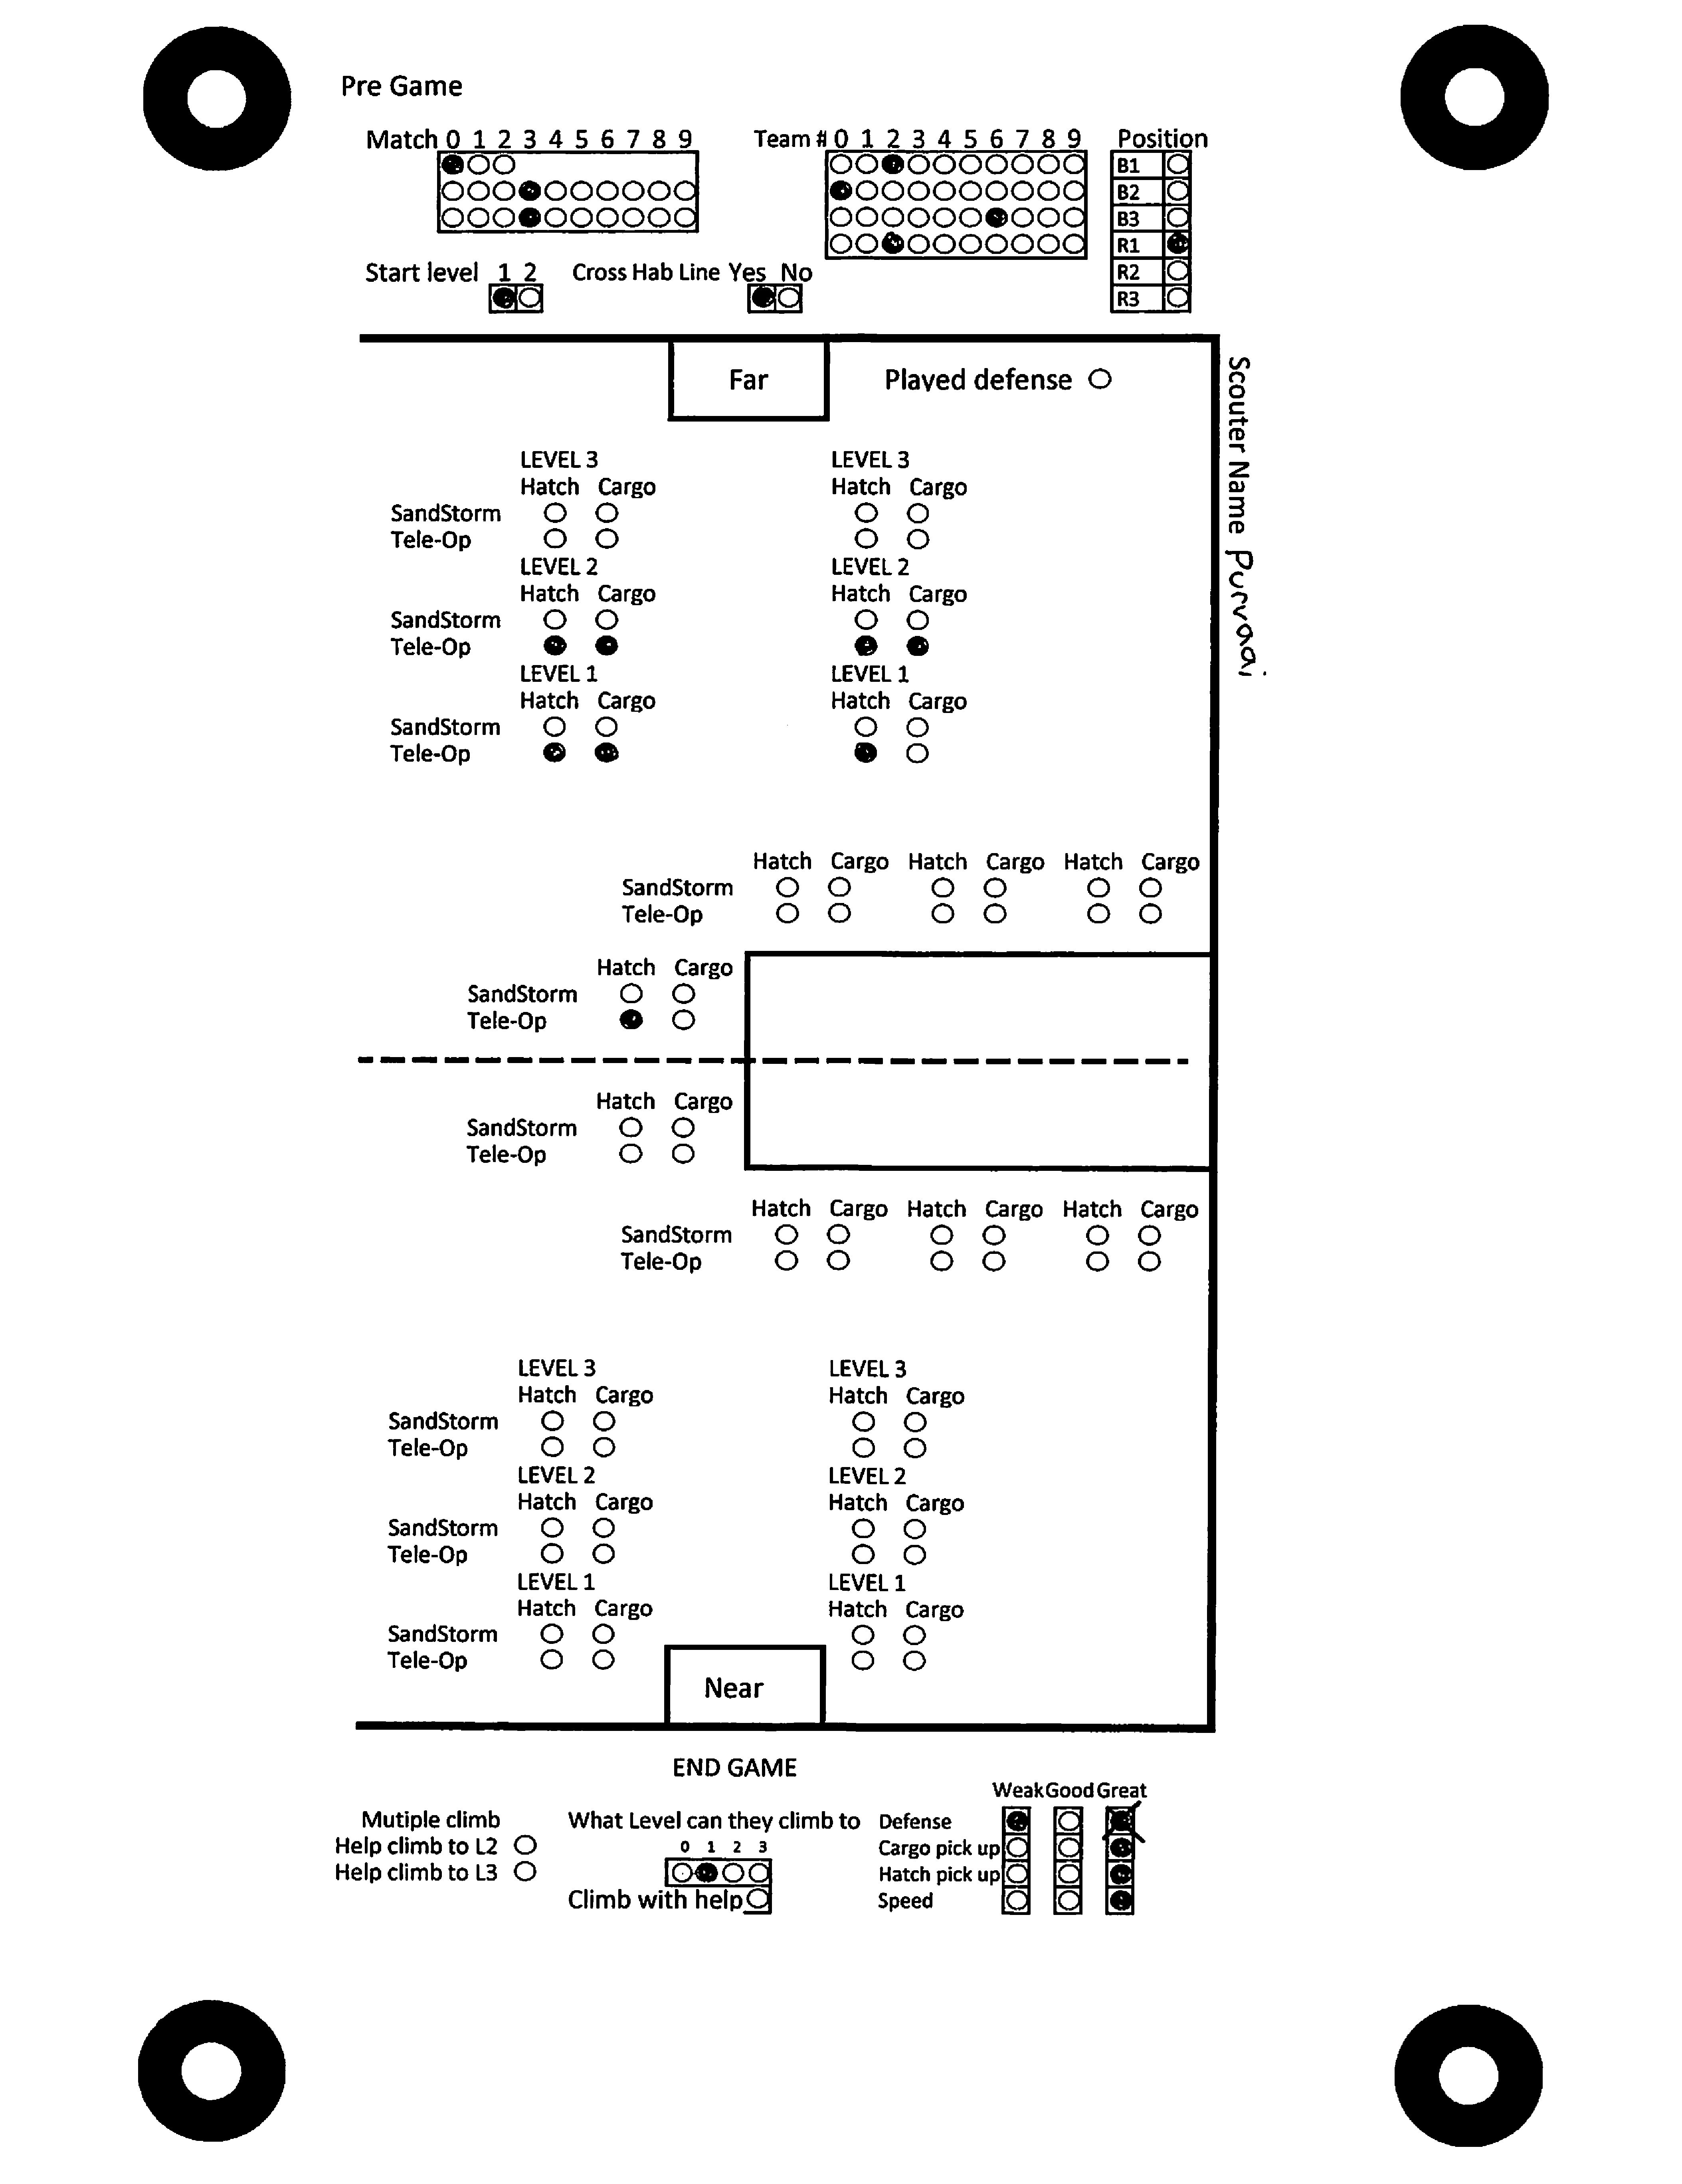 Pre Game
Match 0 1 2 3 4 5 6 7 8 9
Team # 0 1 2 3 4 5 6 7 8 9
Position
B1
B2
B3
R1
R2
R3
Start level 1 2
Cross Hab Line Yes No
Far
Played defense
Scouter Name Purvaai
LEVEL 3 LEVEL 3
Hatch Cargo Hatch Cargo
SandStorm
Tele-Op
LEVEL 2 LEVEL 2
Hatch Cargo Hatch Cargo
SandStorm
Tele-Op
LEVEL 1 LEVEL 1
Hatch Cargo Hatch Cargo
SandStorm
Tele-Op
Hatch Cargo Hatch Cargo Hatch Cargo
SandStorm
Tele-Op
Hatch Cargo
SandStorm
Tele-Op
Hatch Cargo
SandStorm
Tele-Op
Hatch Cargo Hatch Cargo Hatch Cargo
SandStorm
Tele-Op
LEVEL 3 LEVEL 3
Hatch Cargo Hatch Cargo
SandStorm
Tele-Op
LEVEL 2 LEVEL 2
Hatch Cargo Hatch Cargo
SandStorm
Tele-Op
LEVEL 1 LEVEL 1
Hatch Cargo Hatch Cargo
SandStorm
Tele-Op
Near
END GAME
Mutiple climb
Help climb to L2
Help climb to L3
What Level can they climb to
0 1 2 3
Climb with help
Weak Good Great
Defense
Cargo pick up
Hatch pick up
Speed